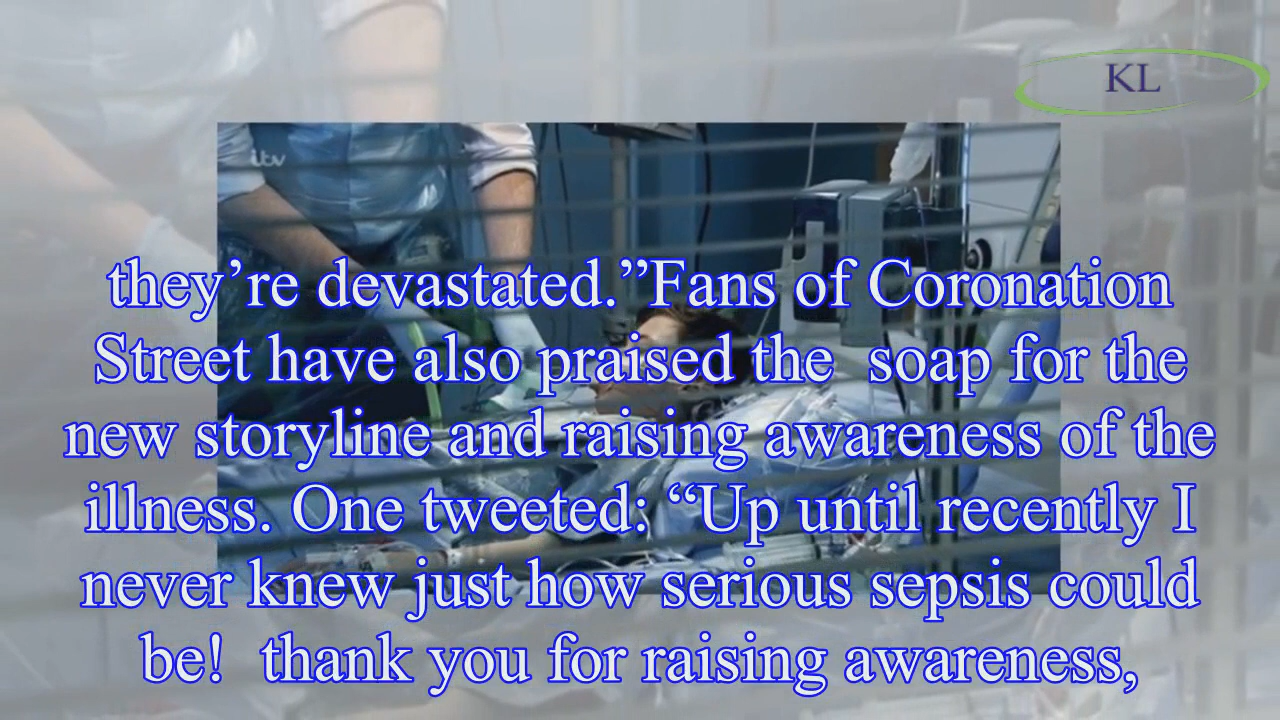 KL
itv
they’re devastated.”Fans of Coronation
Street have also praised the  soap for the
new storyline and raising awareness of the
illness. One tweeted: “Up until recently I
never knew just how serious sepsis could
be!  thank you for raising awareness,